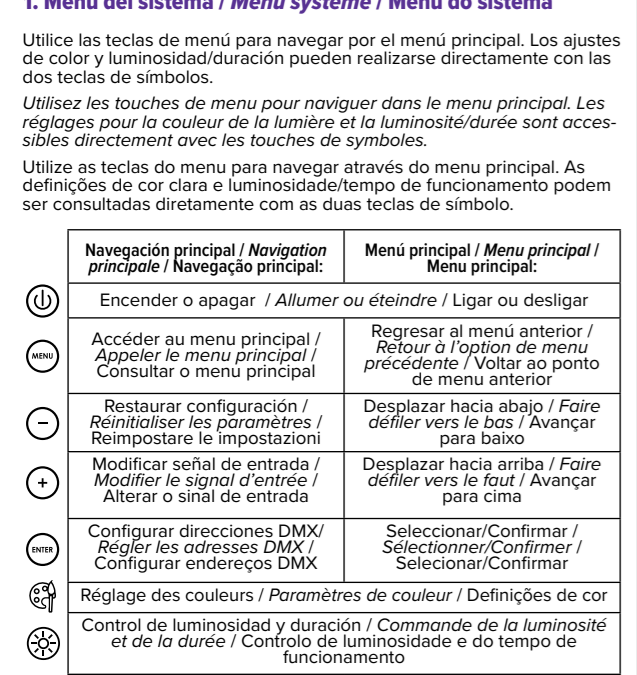 1. Menú del sistema / Menu système / Menu do sistema
Utilice las teclas de menú para navegar por el menú principal. Los ajustes
de color y luminosidad/duración pueden realizarse directamente con las
dos teclas de símbolos.
Utilisez les touches de menu pour naviguer dans le menu principal. Les
réglages pour la couleur de la lumière et la luminosité/durée sont acces-
sibles directement avec les touches de symboles.
Utilize as teclas do menu para navegar através do menu principal. As
definições de cor clara e luminosidade/tempo de funcionamento podem
ser consultadas diretamente com as duas teclas de símbolo.
Navegación principal / Navigation
principale / Navegação principal:
Menú principal / Menu principal /
Menu principal:
Encender o apagar / Allumer ou éteindre / Ligar ou desligar
MENU
Accéder au menu principal /
Appeler le menu principal /
Consultar o menu principal
Regresar al menú anterior /
Retour à l'option de menu
précédente / Voltar ao ponto
de menu anterior
Restaurar configuración /
Réinitialiser les paramètres /
Reimpostare le impostazioni
Desplazar hacia abajo / Faire
défiler vers le bas / Avançar
para baixo
Modificar señal de entrada /
Modifier le signal d'entrée /
Alterar o sinal de entrada
Desplazar hacia arriba / Faire
défiler vers le faut / Avançar
para cima
ENTER
Configurar direcciones DMX/
Régler les adresses DMX /
Configurar endereços DMX
Seleccionar/Confirmar /
Sélectionner/Confirmer /
Selecionar/Confirmar
Réglage des couleurs / Paramètres de couleur / Definições de cor
Control de luminosidad y duración / Commande de la luminosité
et de la durée / Controlo de luminosidade e do tempo de
funcionamento